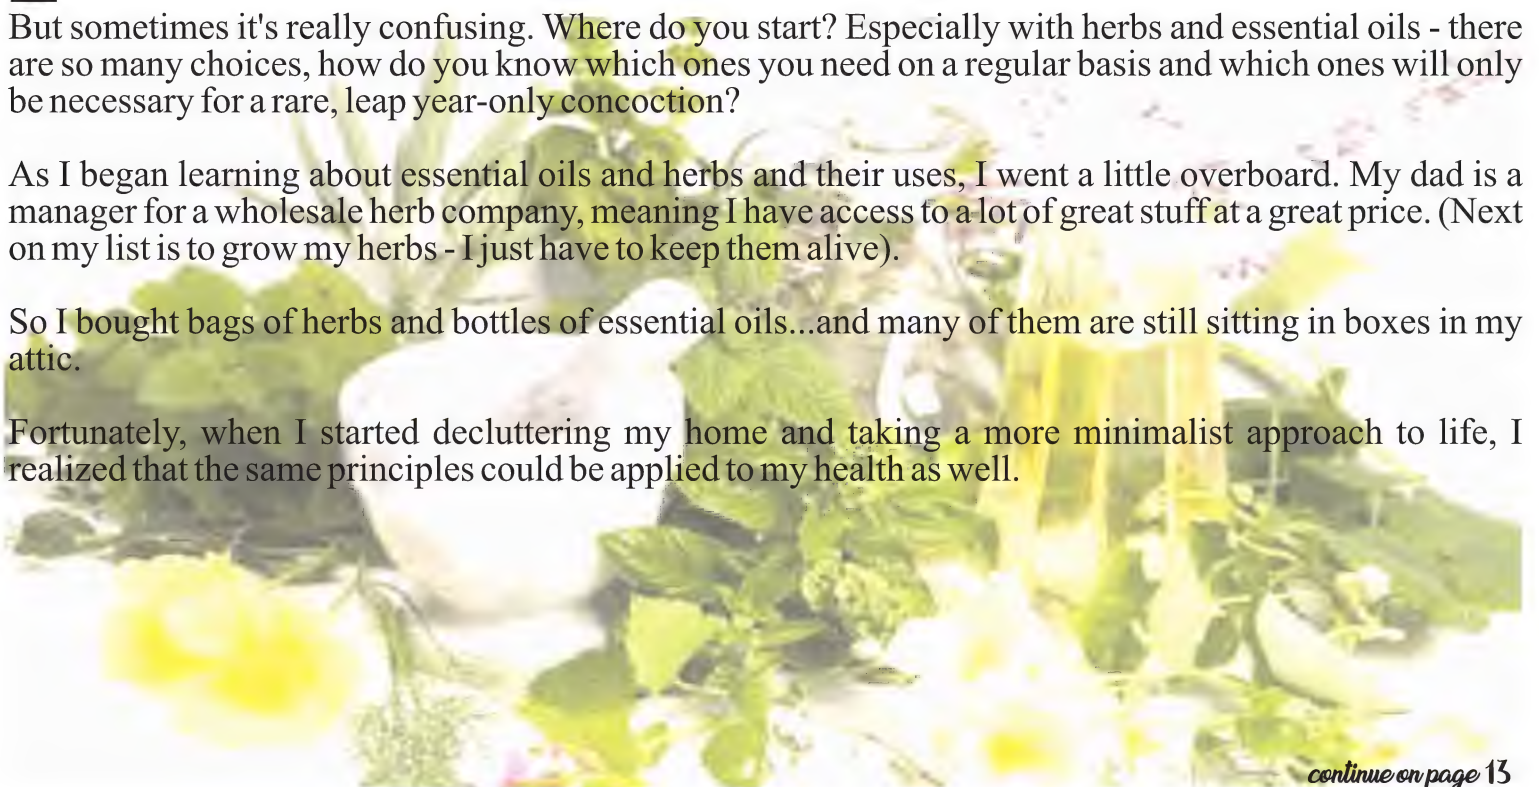 But sometimes it's really confusing. Where do you start? Especially with herbs and essential oils - there
are so many choices, how do you know which ones you need on a regular basis and which ones will only
be necessary for a rare, leap year-only concoction?
As I began learning about essential oils and herbs and their uses, I went a little overboard. My dad is a
manager for a wholesale herb company, meaning I have access to a lot of great stuff at a great price. (Next
on my list is to grow my herbs - I just have to keep them alive).
So I bought bags of herbs and bottles of essential oils...and many of them are still sitting in boxes in my
attic.
Fortunately, when I started decluttering my home and taking a more minimalist approach to life, I
realized that the same principles could be applied to my health as well.
continue on page 13